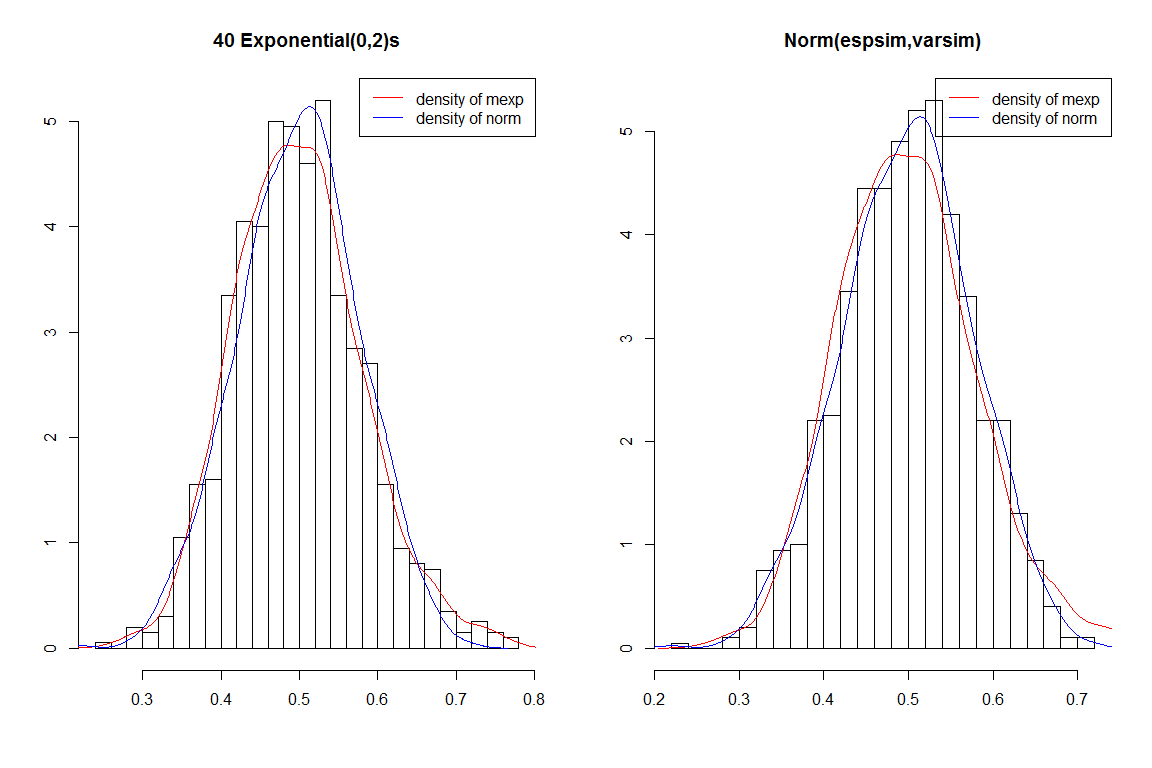 40 Exponential(0,2)s
density of mexp
density of norm
5
4
3
2
1
0
0.3 0.4 0.5 0.6 0.7 0.8
Norm(espsim,varsim)
density of mexp
density of norm
5
4
3
2
1
0
0.2 0.3 0.4 0.5 0.6 0.7